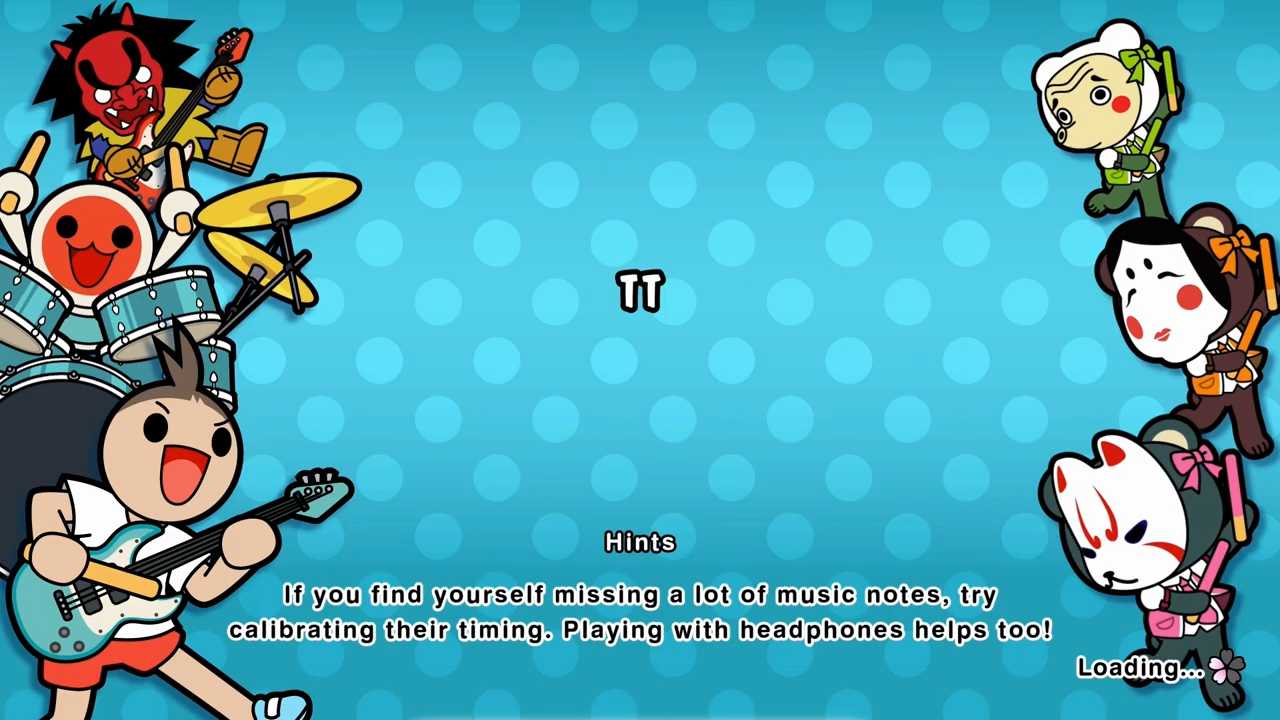 TT
Hints
If you find yourself missing a lot of music notes, try
calibrating their timing. Playing with headphones helps too!
Loading...